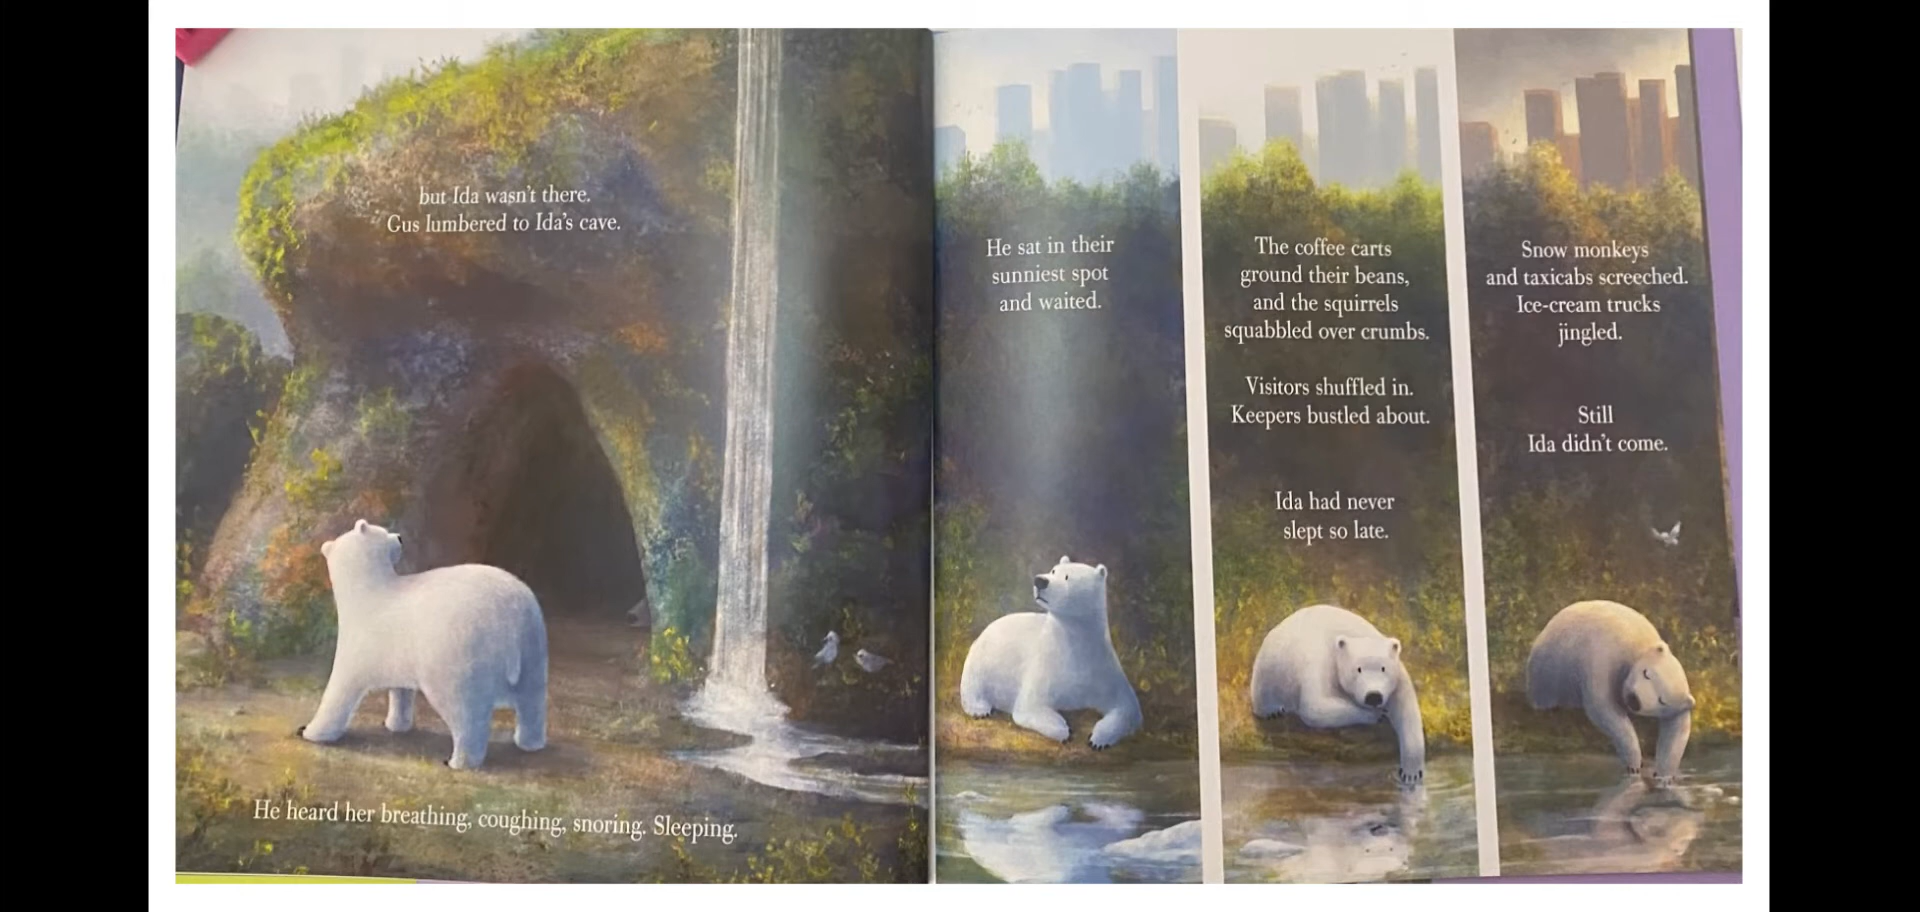 but Ida wasn't there.
Gus lumbered to Ida's cave.
He heard her breathing, coughing, snoring. Sleeping.
He sat in their
sunniest spot
and waited.
The coffee carts
ground their beans,
and the squirrels
squabbled over crumbs.
Visitors shuffled in.
Keepers bustled about.
Ida had never
slept so late.
Snow monkeys
and taxicabs screeched.
Ice-cream trucks
jingled.
Still
Ida didn't come.